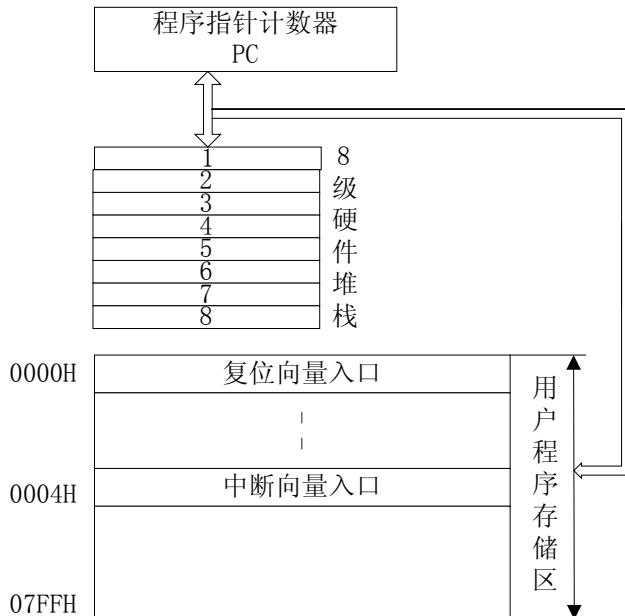 程序指针计数器
PC
1
2
3
4
5
6
7
8
8级硬件堆栈
0000H
复位向量入口
0004H
中断向量入口
07FFH
用户程序存储区